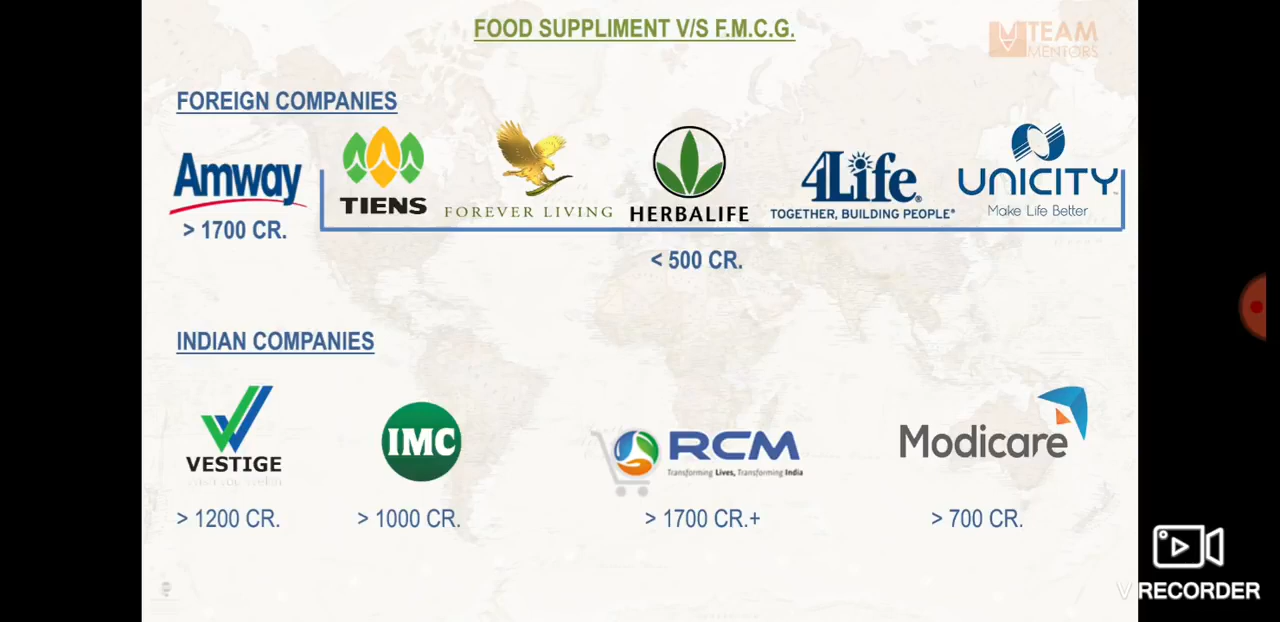 FOOD SUPPLIMENT V/S F.M.C.G.
TEAM
MENTORS
FOREIGN COMPANIES
Amway
TIENS
FOREVER LIVING
HERBALIFE
4Life®
TOGETHER, BUILDING PEOPLE®
UNICITY
Make Life Better
> 1700 CR.
< 500 CR.
INDIAN COMPANIES
VESTIGE
IMC
RCM
Transforming Lives, Transforming India
Modicare
> 1200 CR.
> 1000 CR.
> 1700 CR.+
> 700 CR.
V RECORDER